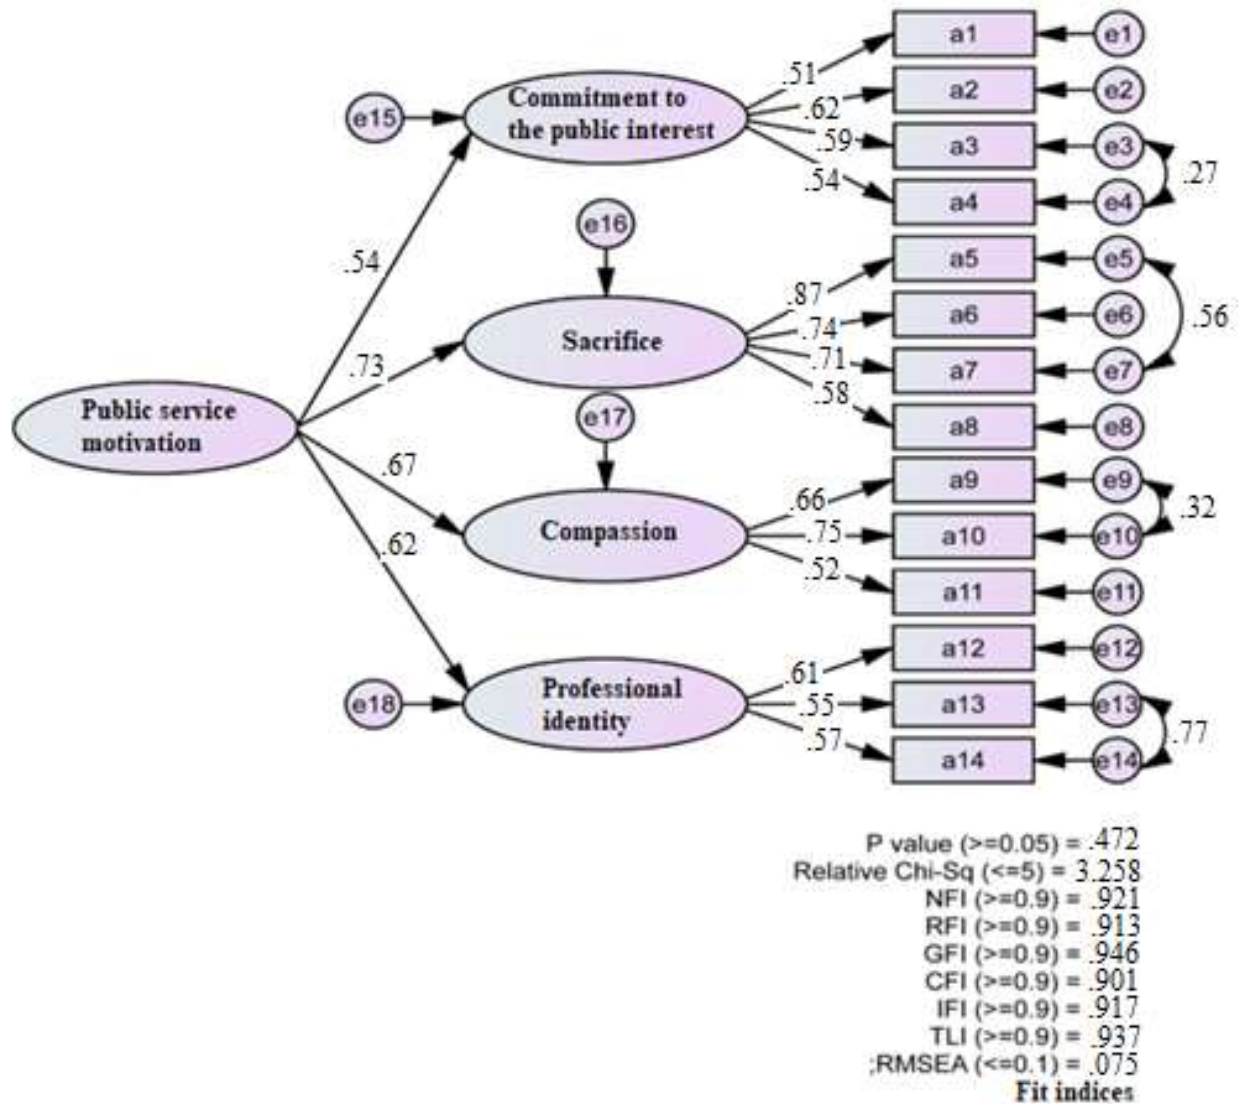 a1
e1
.51
Commitment to
the public interest
e15
.62
a2
e2
.59
a3
e3
.27
.54
a4
e4
e16
.54
a5
e5
.87
Sacrifice
.74
a6
e6
.56
.73
.71
a7
e7
.58
a8
e8
Public service
motivation
e17
.67
.66
a9
e9
.32
Compassion
.75
a10
e10
.52
a11
e11
.62
a12
e12
.61
Professional
identity
e18
.55
a13
e13
.77
.57
a14
e14
P value (>=0.05) = .472
Relative Chi-Sq (<=5) = 3.258
NFI (>=0.9) = .921
RFI (>=0.9) = .913
GFI (>=0.9) = .946
CFI (>=0.9) = .901
IFI (>=0.9) = .917
TLI (>=0.9) = .937
;RMSEA (<=0.1) = .075
Fit indices